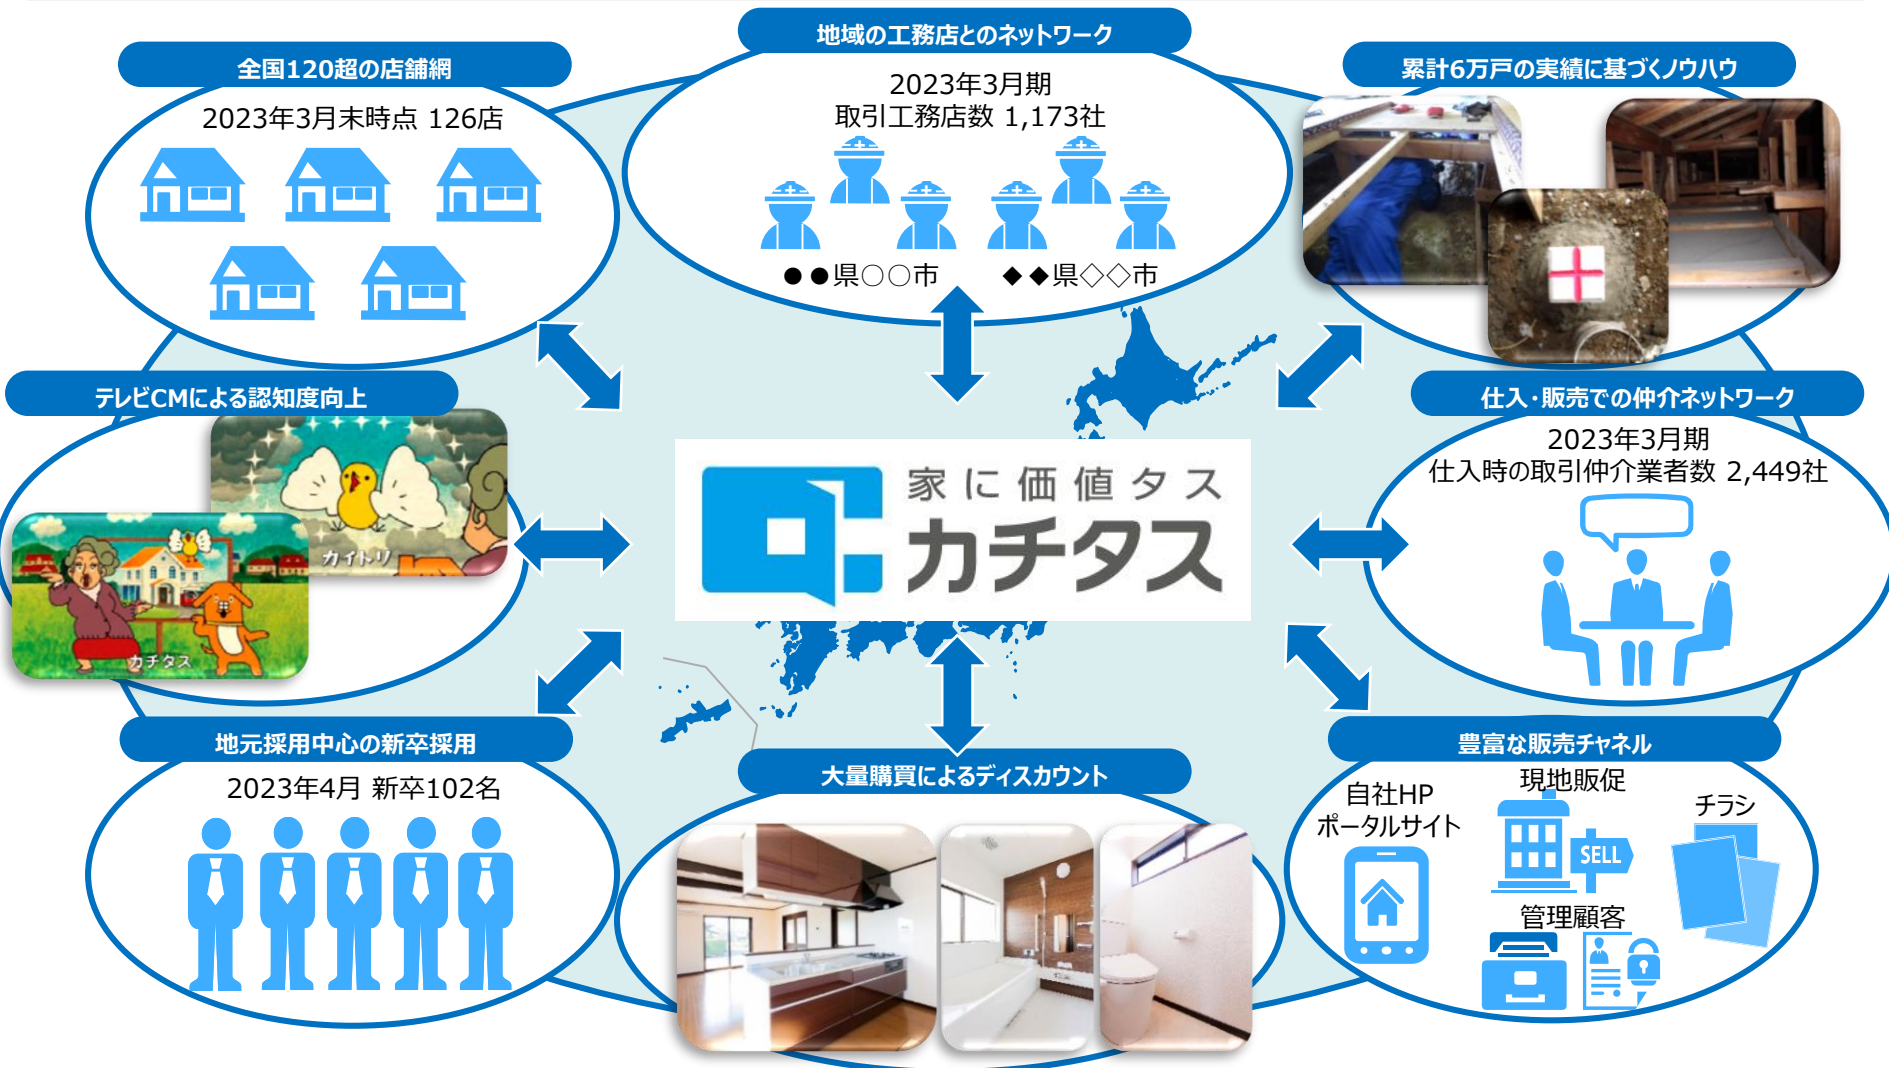 地域の工務店とのネットワーク
2023年3月期
取引工務店数 1,173社
●●県○○市
◆◆県◇◇市
全国120超の店舗網
2023年3月末時点 126店
累計6万戸の実績に基づくノウハウ
テレビCMによる認知度向上
カイトリ
カチタス
家に価値タス
カチタス
仕入・販売での仲介ネットワーク
2023年3月期
仕入時の取引仲介業者数 2,449社
地元採用中心の新卒採用
2023年4月 新卒102名
大量購買によるディスカウント
豊富な販売チャネル
自社HP
ポータルサイト
現地販促
SELL
チラシ
管理顧客